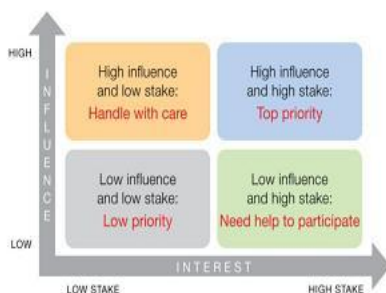 HIGH
High influence
and low stake:
Handle with care
High influence
and high stake:
Top priority
INFLUENCE
Low influence
and low stake:
Low priority
Low influence
and high stake:
Need help to participate
LOW
INTEREST
LOW STAKE
HIGH STAKE